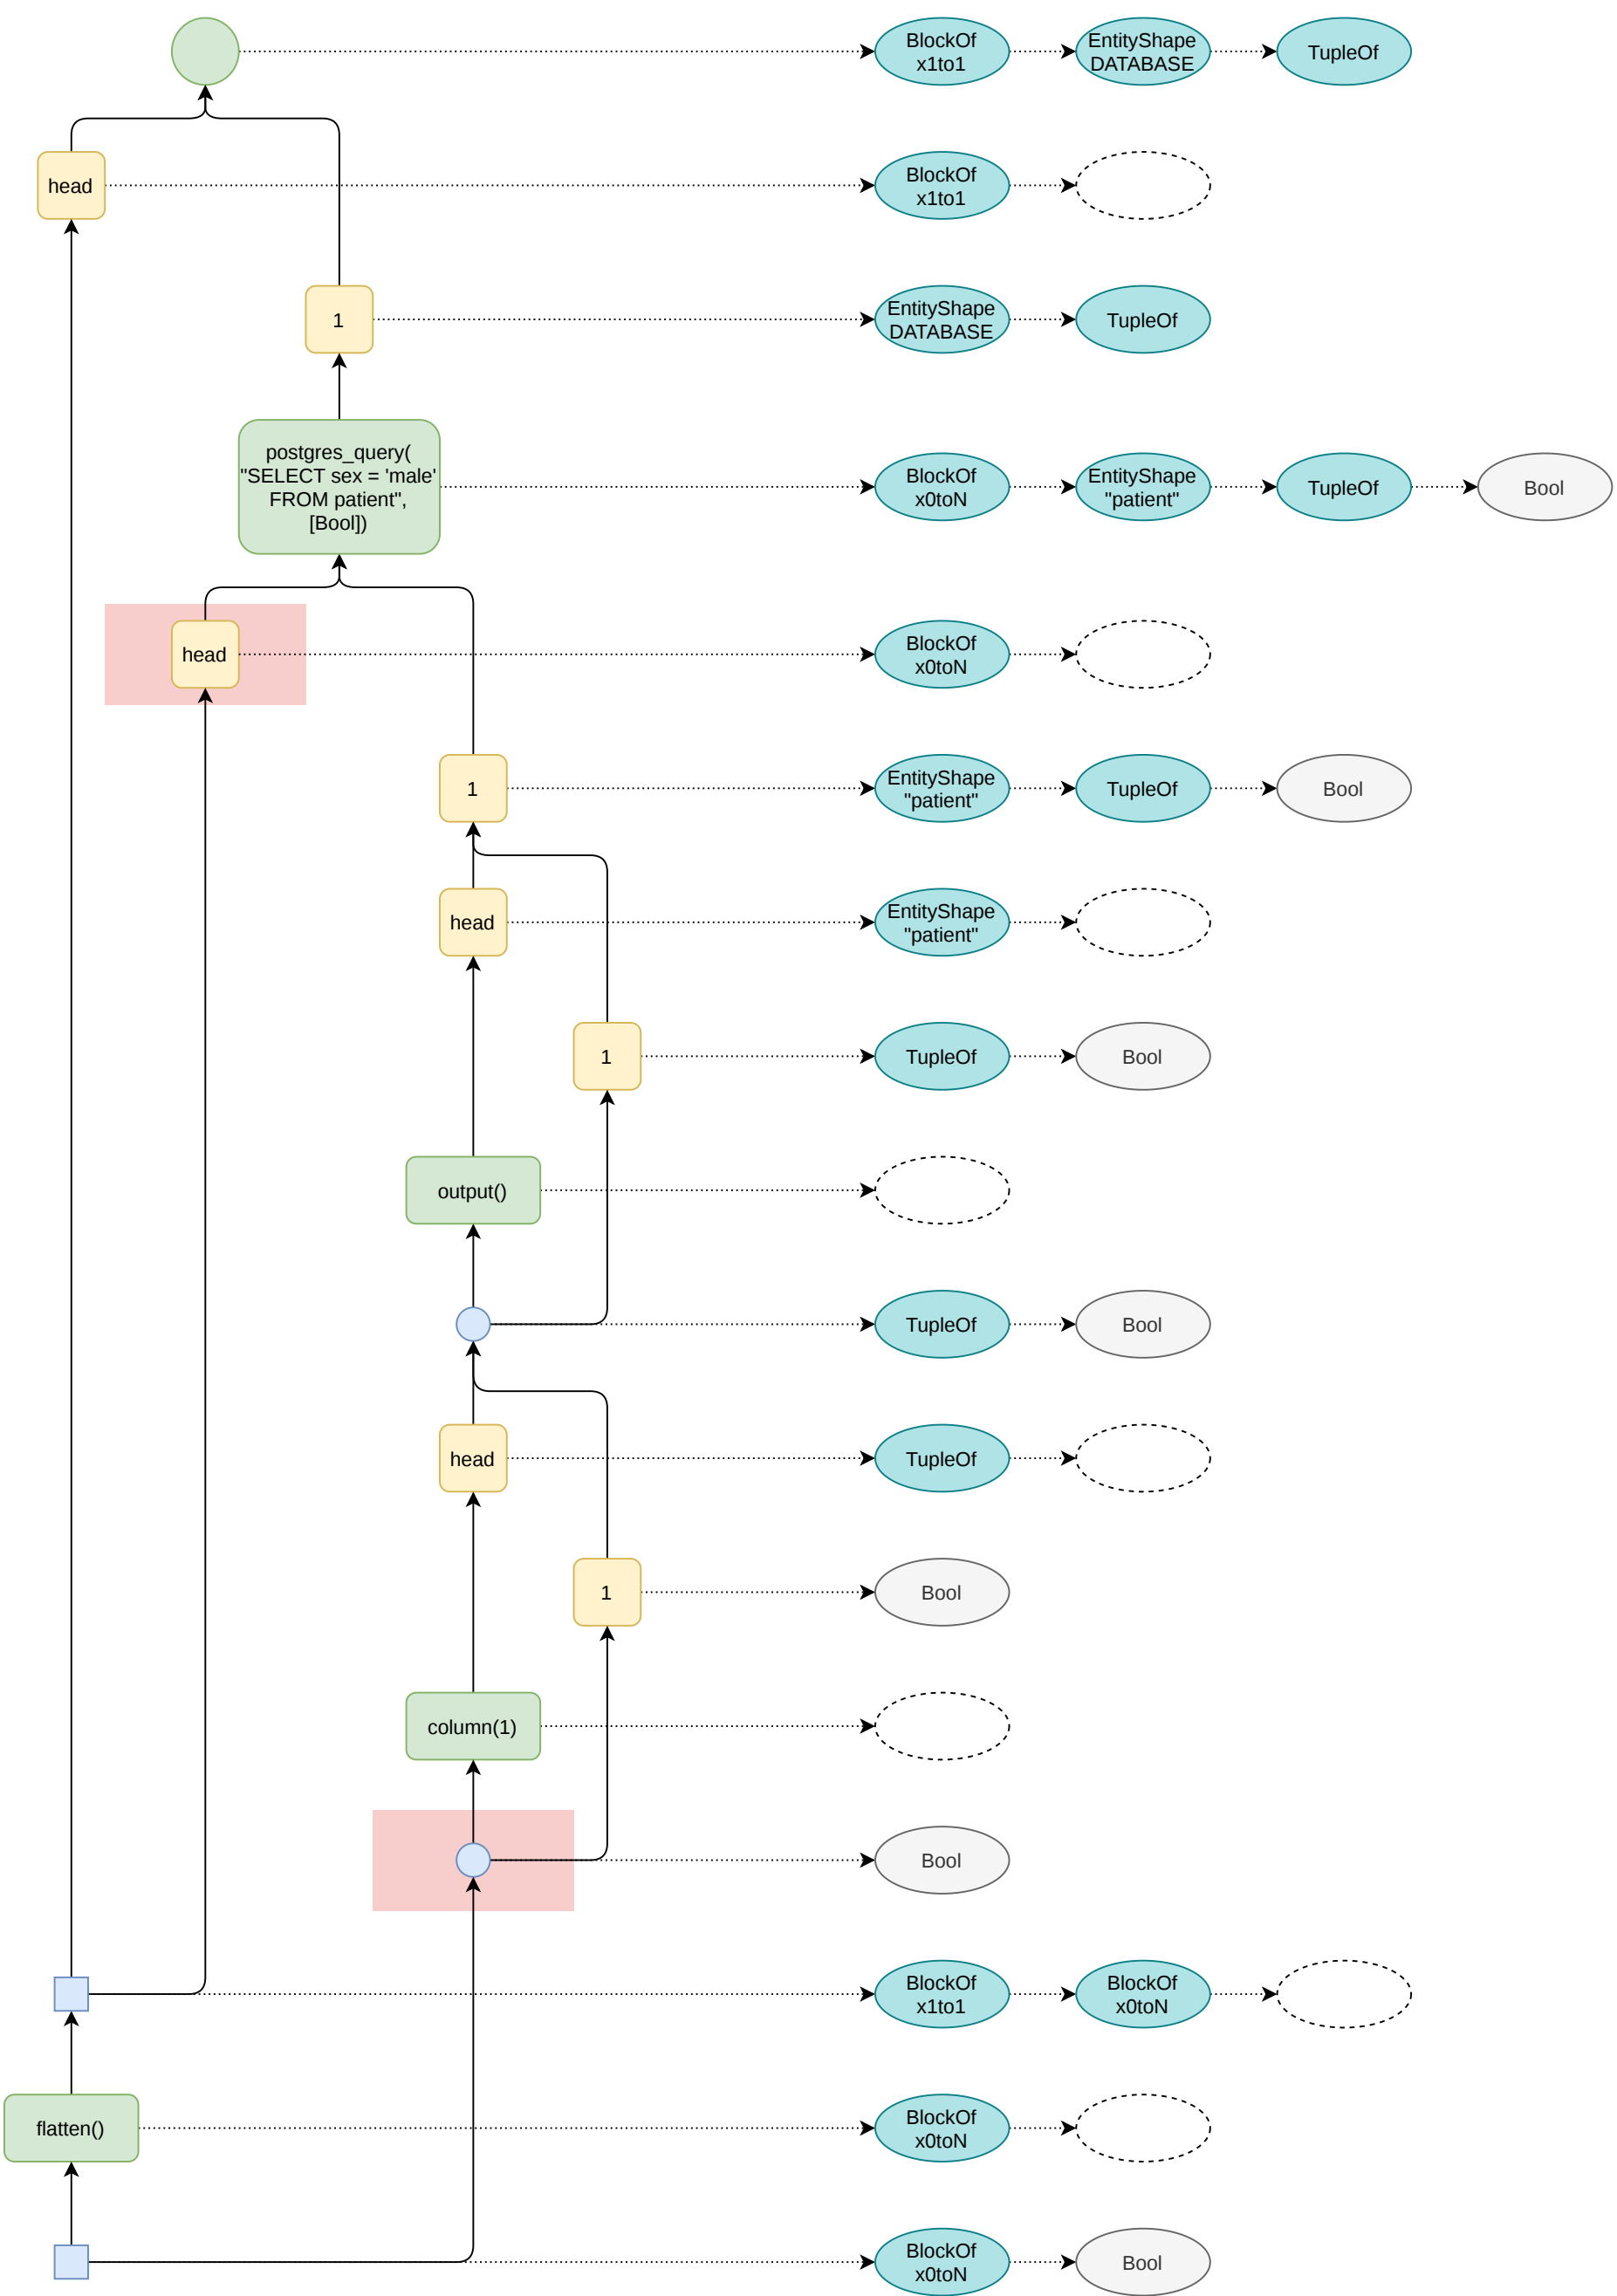 BlockOf
x1to1
EntityShape
DATABASE
TupleOf
head
BlockOf
x1to1
1
EntityShape
DATABASE
TupleOf
postgres_query(
"SELECT sex = 'male'
FROM patient",
[Bool])
BlockOf
x0toN
EntityShape
"patient"
TupleOf
Bool
head
BlockOf
x0toN
1
EntityShape
"patient"
TupleOf
Bool
head
EntityShape
"patient"
1
TupleOf
Bool
output()
TupleOf
Bool
head
TupleOf
1
Bool
column(1)
Bool
BlockOf
x1to1
BlockOf
x0toN
flatten()
BlockOf
x0toN
BlockOf
x0toN
Bool